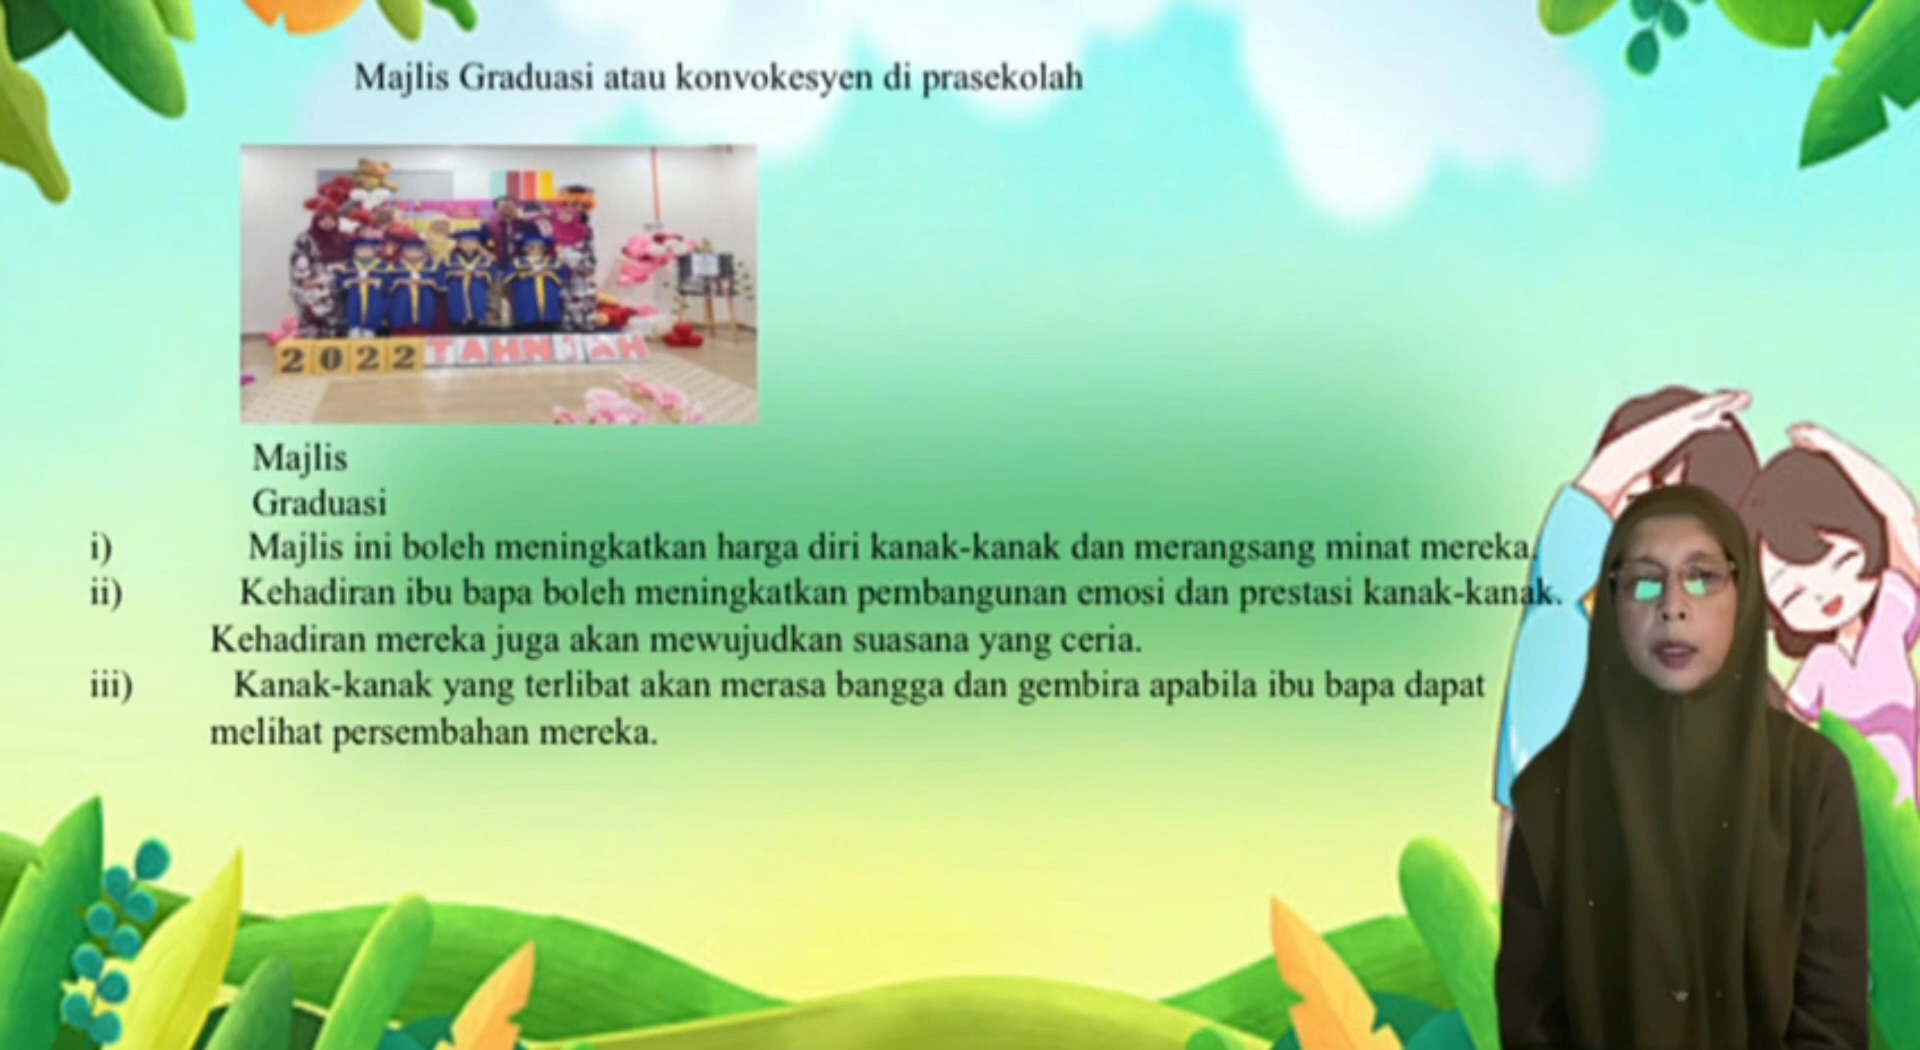 Majlis Graduasi atau konvokesyen di prasekolah
2022 TAHNIAH
Majlis
Graduasi
i) Majlis ini boleh meningkatkan harga diri kanak-kanak dan merangsang minat mereka.
ii) Kehadiran ibu bapa boleh meningkatkan pembangunan emosi dan prestasi kanak-kanak.
Kehadiran mereka juga akan mewujudkan suasana yang ceria.
iii) Kanak-kanak yang terlibat akan merasa bangga dan gembira apabila ibu bapa dapat
melihat persembahan mereka.